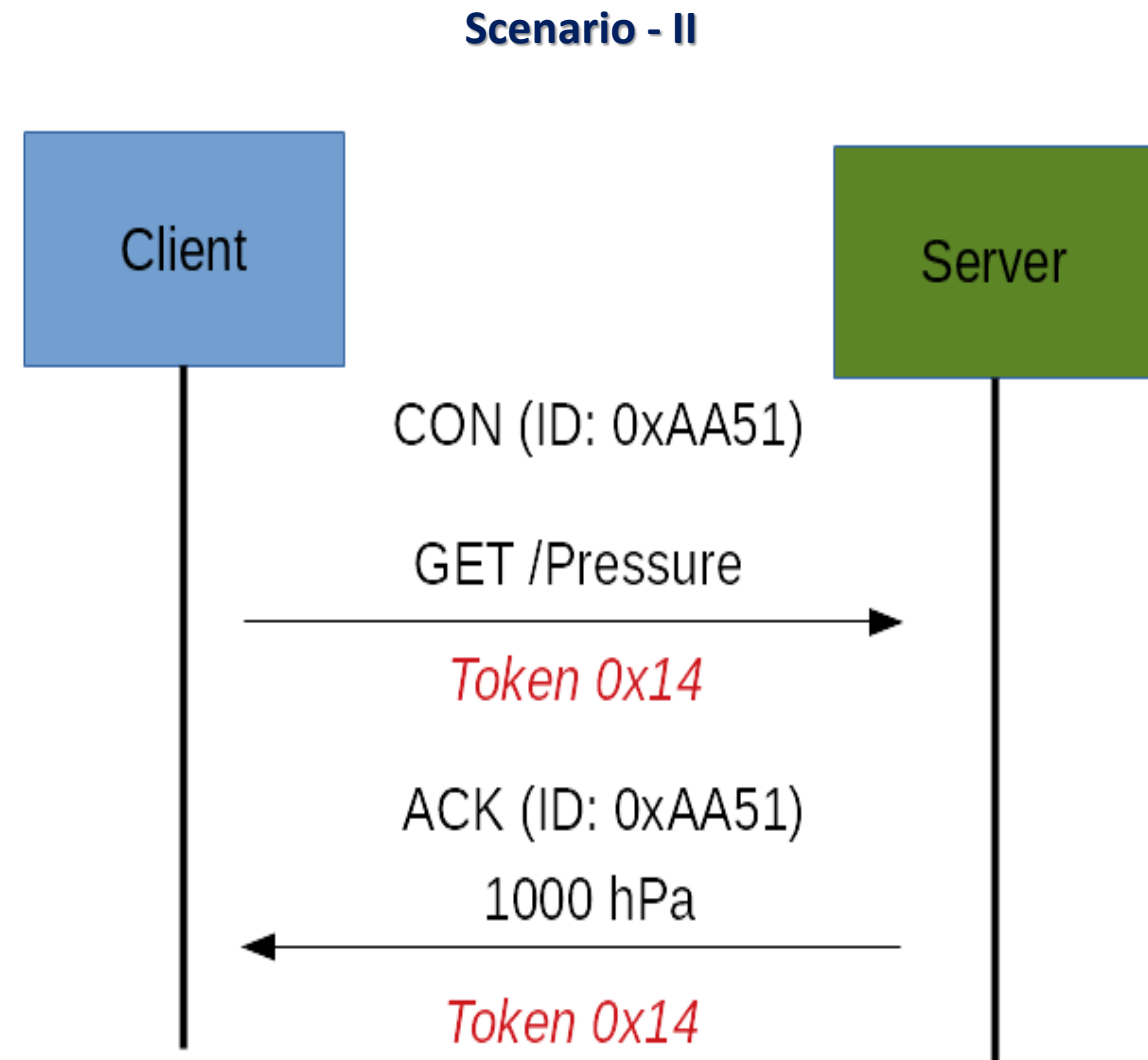 Scenario - II
Client
Server
CON (ID: 0xAA51)
GET /Pressure
Token 0x14
ACK (ID: 0xAA51)
1000 hPa
Token 0x14